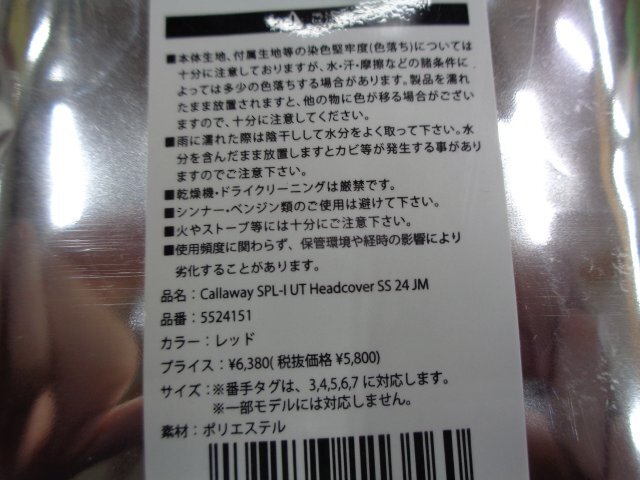 ■本体生地、付属生地等の染色堅牢度(色落ち)については
十分に注意しておりますが、水・汗・摩擦などの諸条件に
よっては多少の色落ちする場合があります。製品を濡れ
たまま放置されますと、他の物に色が移る場合がござい
ますので、十分に注意してください。
■雨に濡れた際は陰干しして水分をよく取って下さい。水
分を含んだまま放置しますとカビ等が発生する事があり
ますのでご注意下さい。
■乾燥機・ドライクリーニングは厳禁です。
■シンナー・ベンジン類のご使用は避けて下さい。
■火やストーブ等には十分にご注意下さい。
■使用頻度に関わらず、保管環境や経時の影響により
劣化することがあります。
品名：Callaway SPL-I UT Headcover SS 24 JM
品番：5524151
カラー：レッド
プライス：¥6,380( 税抜価格 ¥5,800)
サイズ：※番手タグは、3,4,5,6,7 に対応します。
※一部モデルには対応しません。
素材：ポリエステル